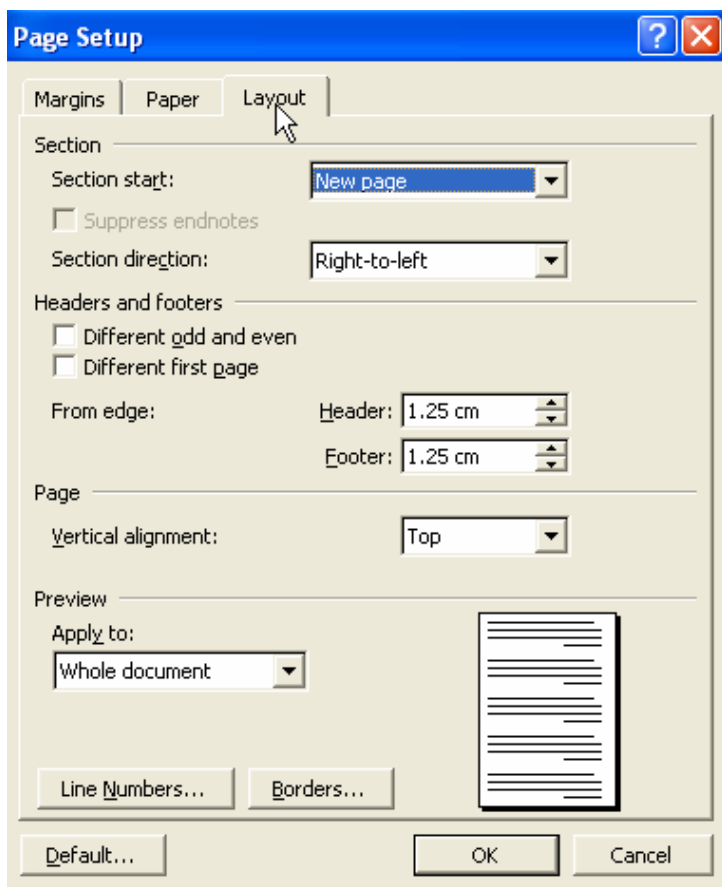 Page Setup
Margins Paper Layout
Section
Section start: New page
Suppress endnotes
Section direction: Right-to-left
Headers and footers
Different odd and even
Different first page
From edge: Header: 1.25 cm
Footer: 1.25 cm
Page
Vertical alignment: Top
Preview
Apply to:
Whole document
Line Numbers... Borders...
Default... OK Cancel